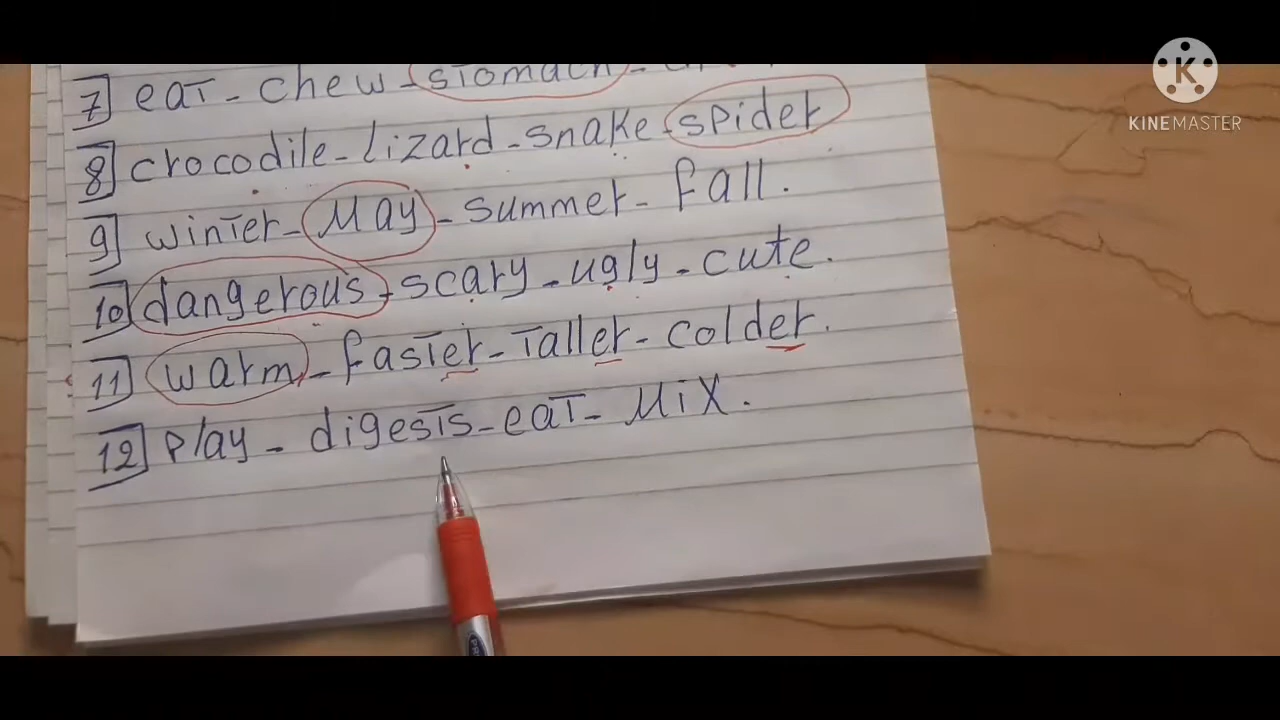 7] eat - chew - stomach -
8] crocodile - lizard - snake - spider
9] winter - May - summer - fall.
10] dangerous - scary - ugly - cute.
11] warm - faster - Taller - colder.
12] play - digests - eat - Mix.
K
KINEMASTER